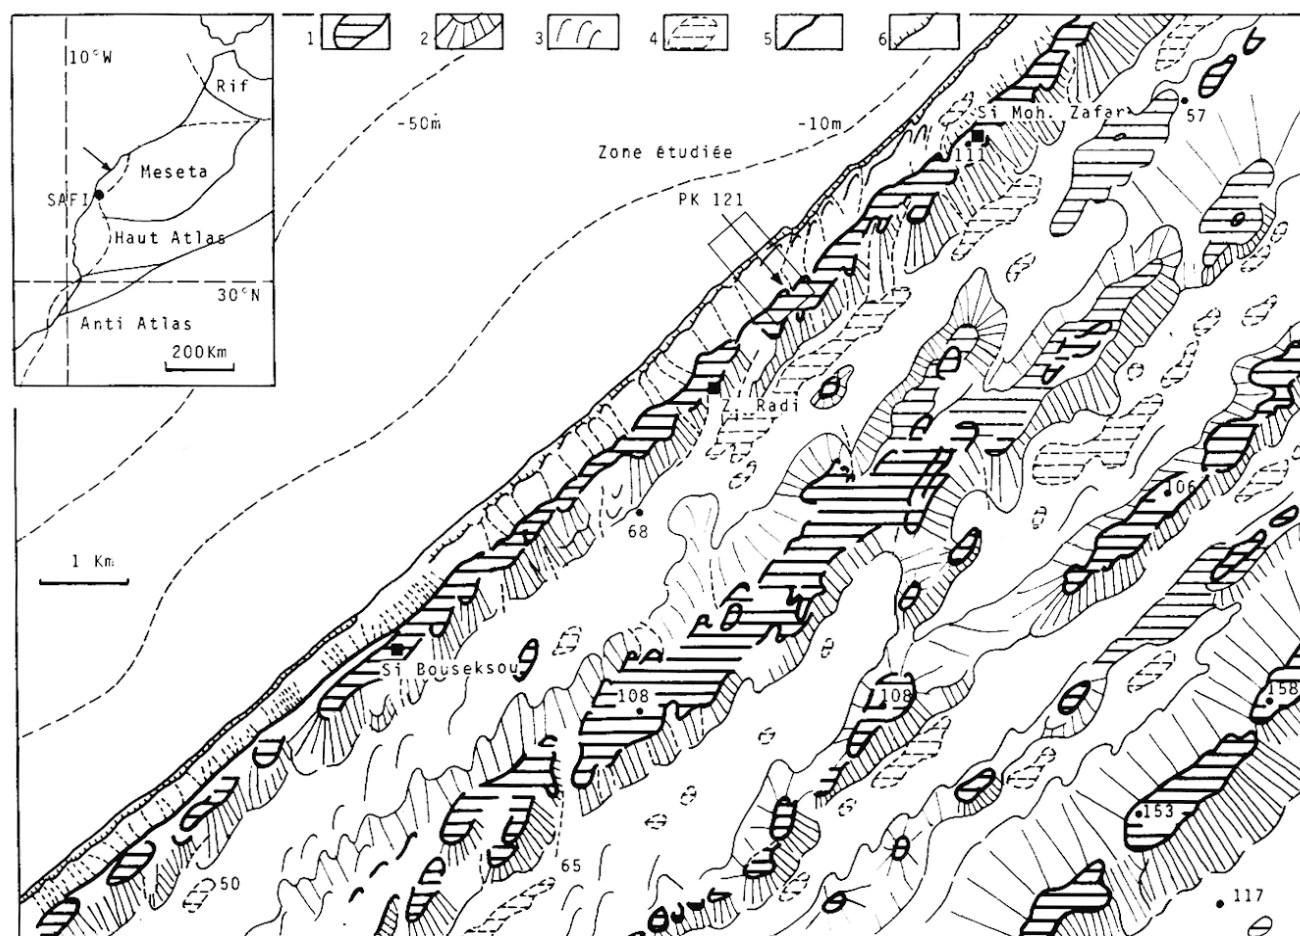 1 2 3 4 5 6
10°W
Rif
Meseta
SAFI
Haut Atlas
30°N
Anti Atlas
200Km
-50m
-10m
Zone étudiée
PK 121
Si Moh. Zafar
57
111
Z. Radi
106
68
1 Km
Si Bouseksou
108
108
158
153
65
50
117